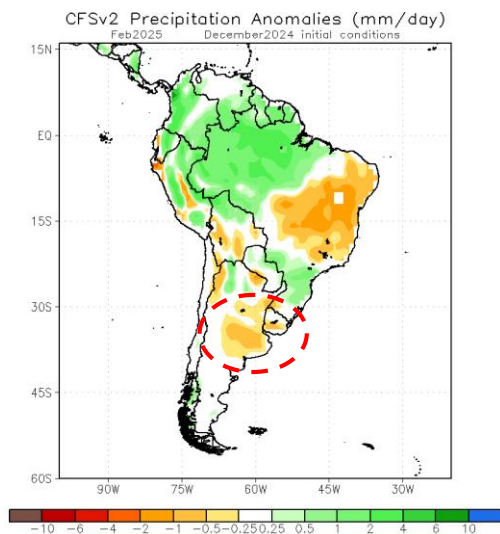 CFSv2 Precipitation Anomalies (mm/day)
Feb2025 December2024 initial conditions
15N
EQ
15S
30S
45S
60S
90W 75W 60W 45W 30W
-10 -6 -4 -2 -1 -0.5 -0.25 0.25 0.5 1 2 4 6 10